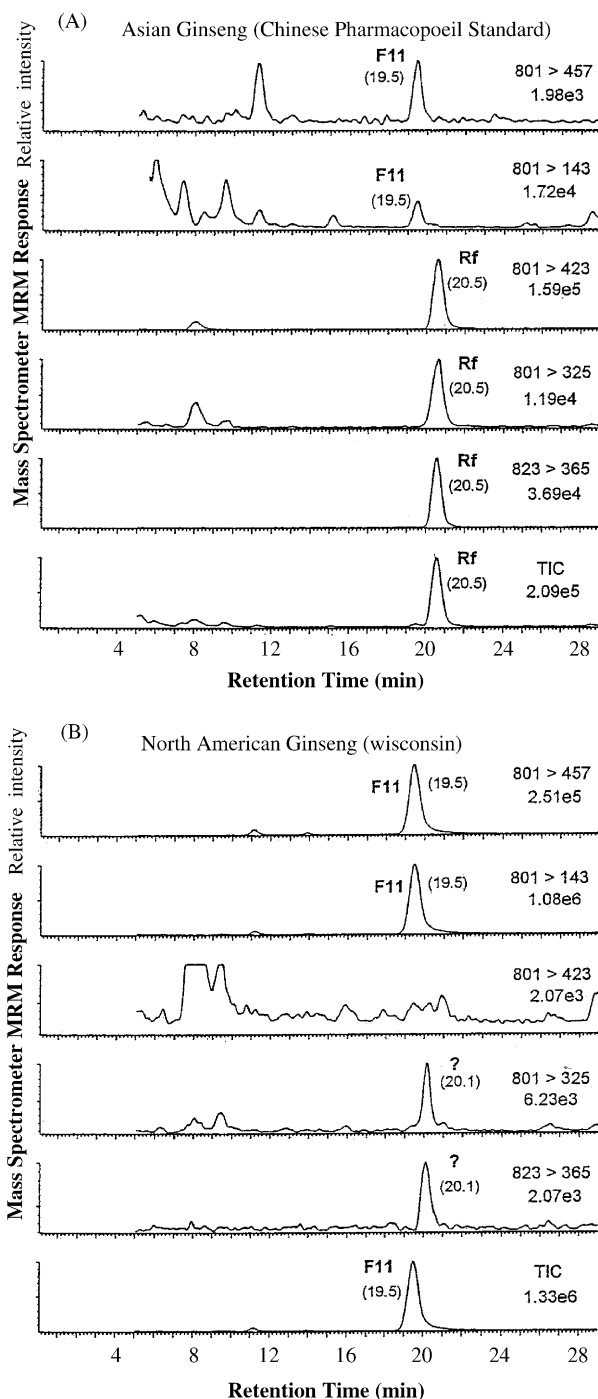 (A)
Asian Ginseng (Chinese Pharmacopoeil Standard)
Mass Spectrometer MRM Response Relative intensity
F11
(19.5)
801 > 457
1.98e3
F11
(19.5)
801 > 143
1.72e4
Rf
(20.5)
801 > 423
1.59e5
Rf
(20.5)
801 > 325
1.19e4
Rf
(20.5)
823 > 365
3.69e4
Rf
(20.5)
TIC
2.09e5
4 8 12 16 20 24 28
Retention Time (min)
(B)
North American Ginseng (wisconsin)
Mass Spectrometer MRM Response Relative intensity
F11 (19.5)
801 > 457
2.51e5
F11 (19.5)
801 > 143
1.08e6
801 > 423
2.07e3
?
(20.1)
801 > 325
6.23e3
?
(20.1)
823 > 365
2.07e3
F11
(19.5)
TIC
1.33e6
4 8 12 16 20 24 28
Retention Time (min)